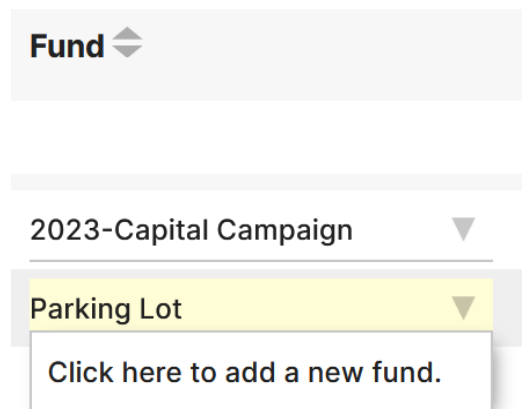 Fund
2023-Capital Campaign
Parking Lot
Click here to add a new fund.